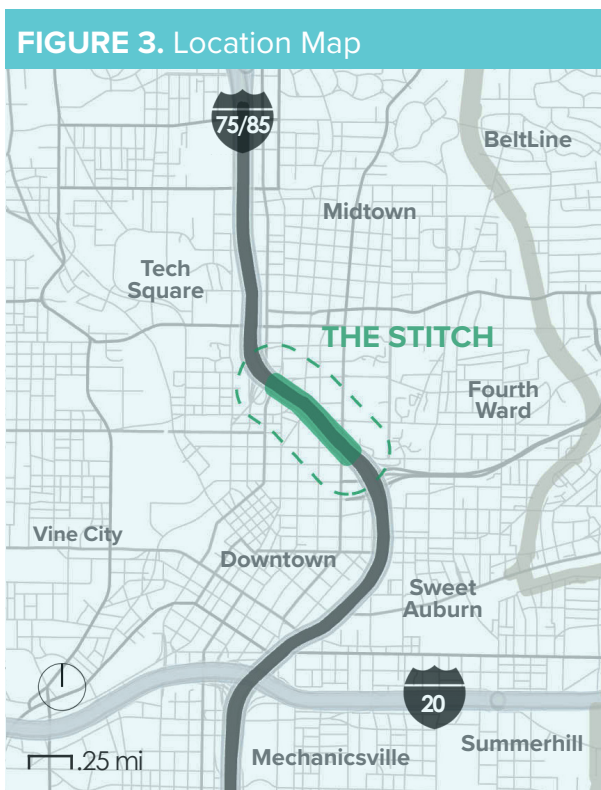 FIGURE 3. Location Map
75/85
BeltLine
Midtown
Tech
Square
THE STITCH
Fourth
Ward
Vine City
Downtown
Sweet
Auburn
20
.25 mi
Mechanicsville
Summerhill